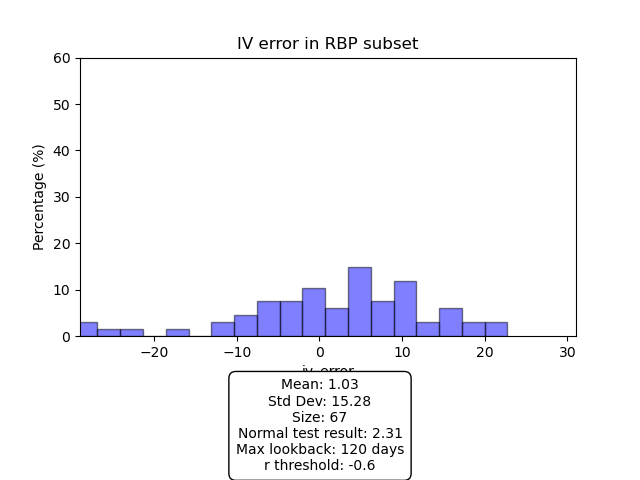 IV error in RBP subset
60
50
40
30
20
10
0
Percentage (%)
−20
−10
0
10
20
30
iv_error
Mean: 1.03
Std Dev: 15.28
Size: 67
Normal test result: 2.31
Max lookback: 120 days
r threshold: -0.6